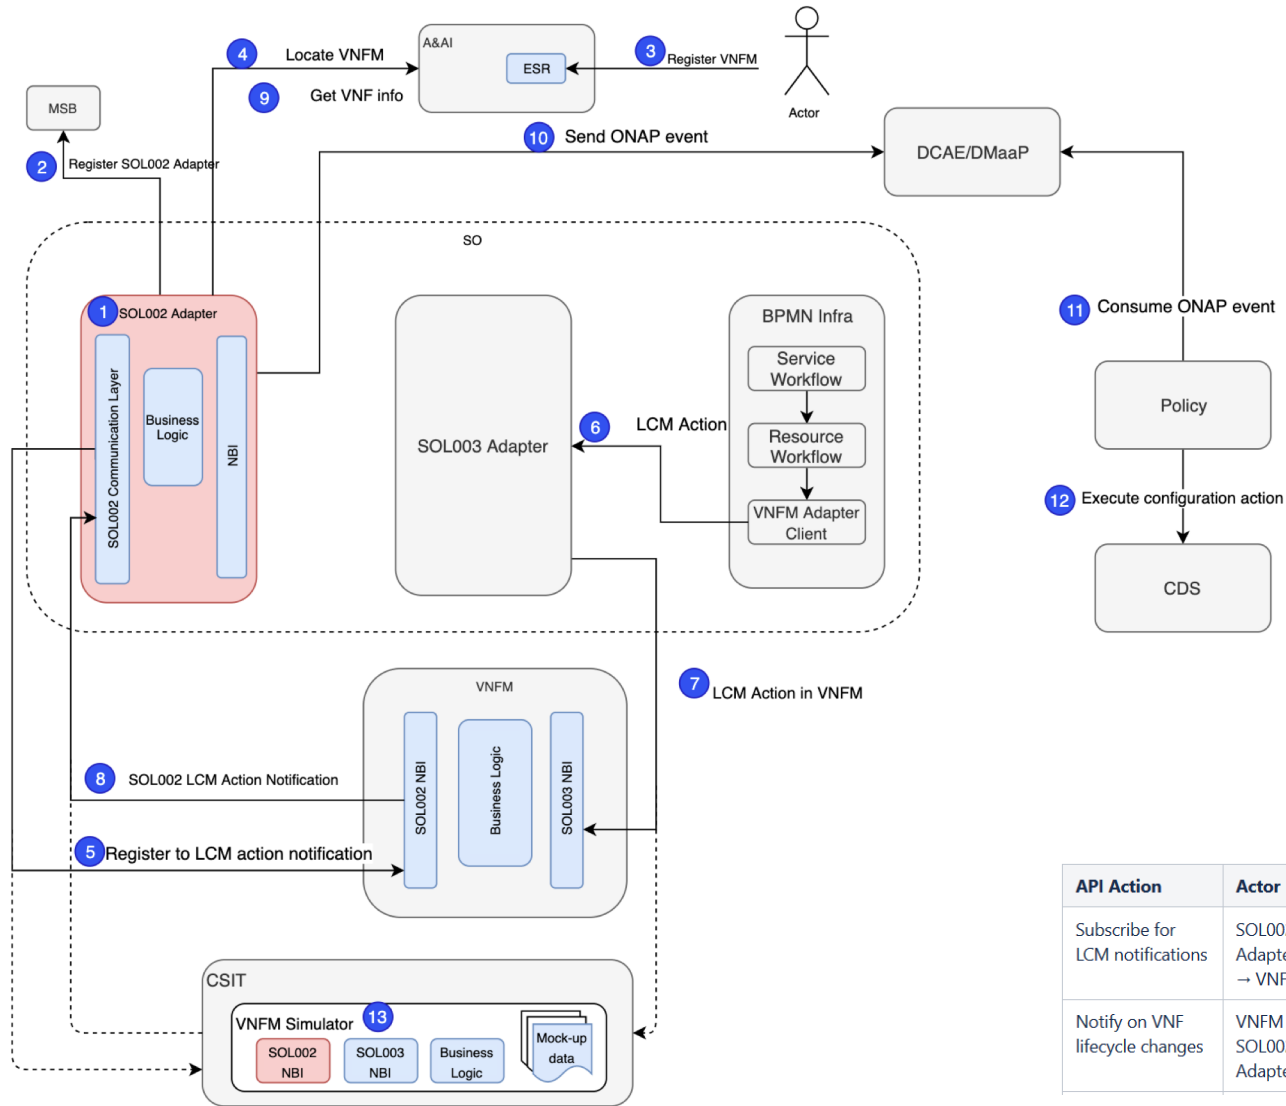 4
Locate VNFM
A&AI
ESR
3
Register VNFM
Actor
9
Get VNF info
MSB
2
Register SOL002 Adapter
10
Send ONAP event
DCAE/DMaaP
SO
1
SOL002 Adapter
SOL002 Communication Layer
Business
Logic
NBI
SOL003 Adapter
6
LCM Action
BPMN Infra
Service
Workflow
Resource
Workflow
VNFM Adapter
Client
11
Consume ONAP event
Policy
12
Execute configuration action
CDS
7
LCM Action in VNFM
VNFM
SOL002 NBI
Business Logic
SOL003 NBI
8
SOL002 LCM Action Notification
5
Register to LCM action notification
CSIT
VNFM Simulator
13
SOL002
NBI
SOL003
NBI
Business
Logic
Mock-up
data
API Action
Actor
Subscribe for
LCM notifications
→
Notify on VNF
lifecycle changes
VNFM